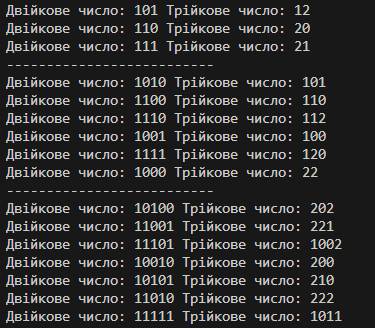 Двійкове число: 101 Трійкове число: 12
Двійкове число: 110 Трійкове число: 20
Двійкове число: 111 Трійкове число: 21
--------------------------
Двійкове число: 1010 Трійкове число: 101
Двійкове число: 1100 Трійкове число: 110
Двійкове число: 1110 Трійкове число: 112
Двійкове число: 1001 Трійкове число: 100
Двійкове число: 1111 Трійкове число: 120
Двійкове число: 1000 Трійкове число: 22
--------------------------
Двійкове число: 10100 Трійкове число: 202
Двійкове число: 11001 Трійкове число: 221
Двійкове число: 11101 Трійкове число: 1002
Двійкове число: 10010 Трійкове число: 200
Двійкове число: 10101 Трійкове число: 210
Двійкове число: 11010 Трійкове число: 222
Двійкове число: 11111 Трійкове число: 1011